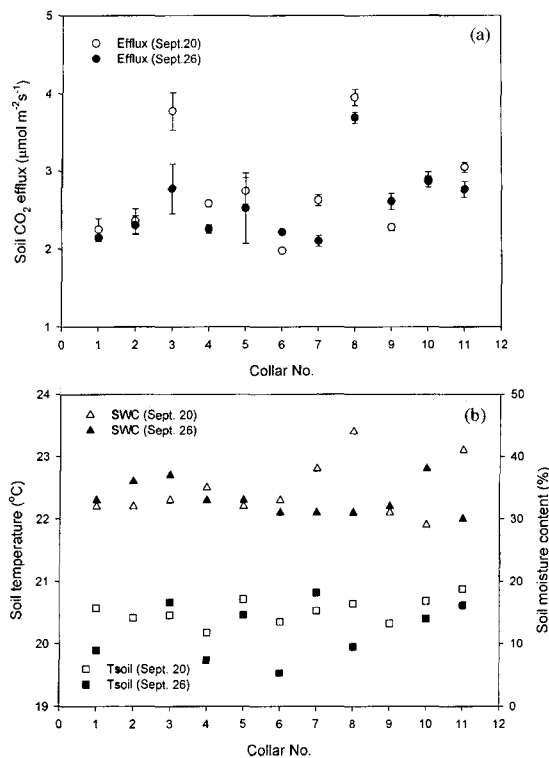 (a)
Efflux (Sept.20)
Efflux (Sept.26)
Soil CO2 efflux (μmol m-2s-1)
5
4
3
2
1
0 1 2 3 4 5 6 7 8 9 10 11 12
Collar No.
(b)
SWC (Sept. 20)
SWC (Sept. 26)
Soil temperature (oC)
24
23
22
21
20
19
Soil moisture content (%)
50
40
30
20
10
0
Tsoil (Sept. 20)
Tsoil (Sept. 26)
0 1 2 3 4 5 6 7 8 9 10 11 12
Collar No.